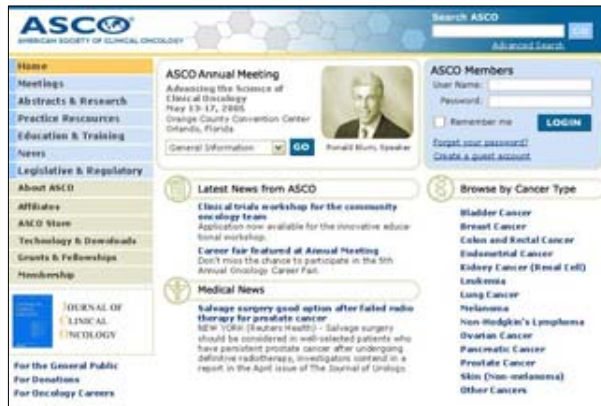 ASCO
AMERICAN SOCIETY OF CLINICAL ONCOLOGY
Search ASCO
GO
Advanced Search
Home
Meetings
Abstracts & Research
Practice Rescources
Education & Training
News
Legislative & Regulatory
About ASCO
Affiliates
ASCO Store
Technology & Downloads
Grants & Fellowships
Membership
JOURNAL OF
CLINICAL
ONCOLOGY
For the General Public
For Donations
For Oncology Careers
ASCO Annual Meeting
Advancing the Science of
Clinical Oncology
May 13-17, 2005
Orange County Convention Center
Orlando, Florida
General Information
GO
Ronald Blum, Speaker
Latest News from ASCO
Clinical trials workshop for the community
oncology team
Application now available for the innovative educa-
tional workshop.
Career fair featured at Annual Meeting
Don't miss the chance to participate in the 5th
Annual Oncology Career Fair.
Medical News
Salvage surgery good option after failed radio
therapy for prostate cancer
NEW YORK (Reuters Health) - Salvage surgery
should be considered in well-selected patients who
have persistent prostate cancer after undergoing
definitive radiotherapy, investigators contend in a
report in the April issue of The Journal of Urology.
ASCO Members
User Name:
Password:
Remember me
LOGIN
Forgot your password?
Create a guest account
Browse by Cancer Type
Bladder Cancer
Breast Cancer
Colon and Rectal Cancer
Endometrial Cancer
Kidney Cancer (Renal Cell)
Leukemia
Lung Cancer
Melanoma
Non-Hodgkin's Lymphoma
Ovarian Cancer
Pancreatic Cancer
Prostate Cancer
Skin (Non-melanoma)
Other Cancers